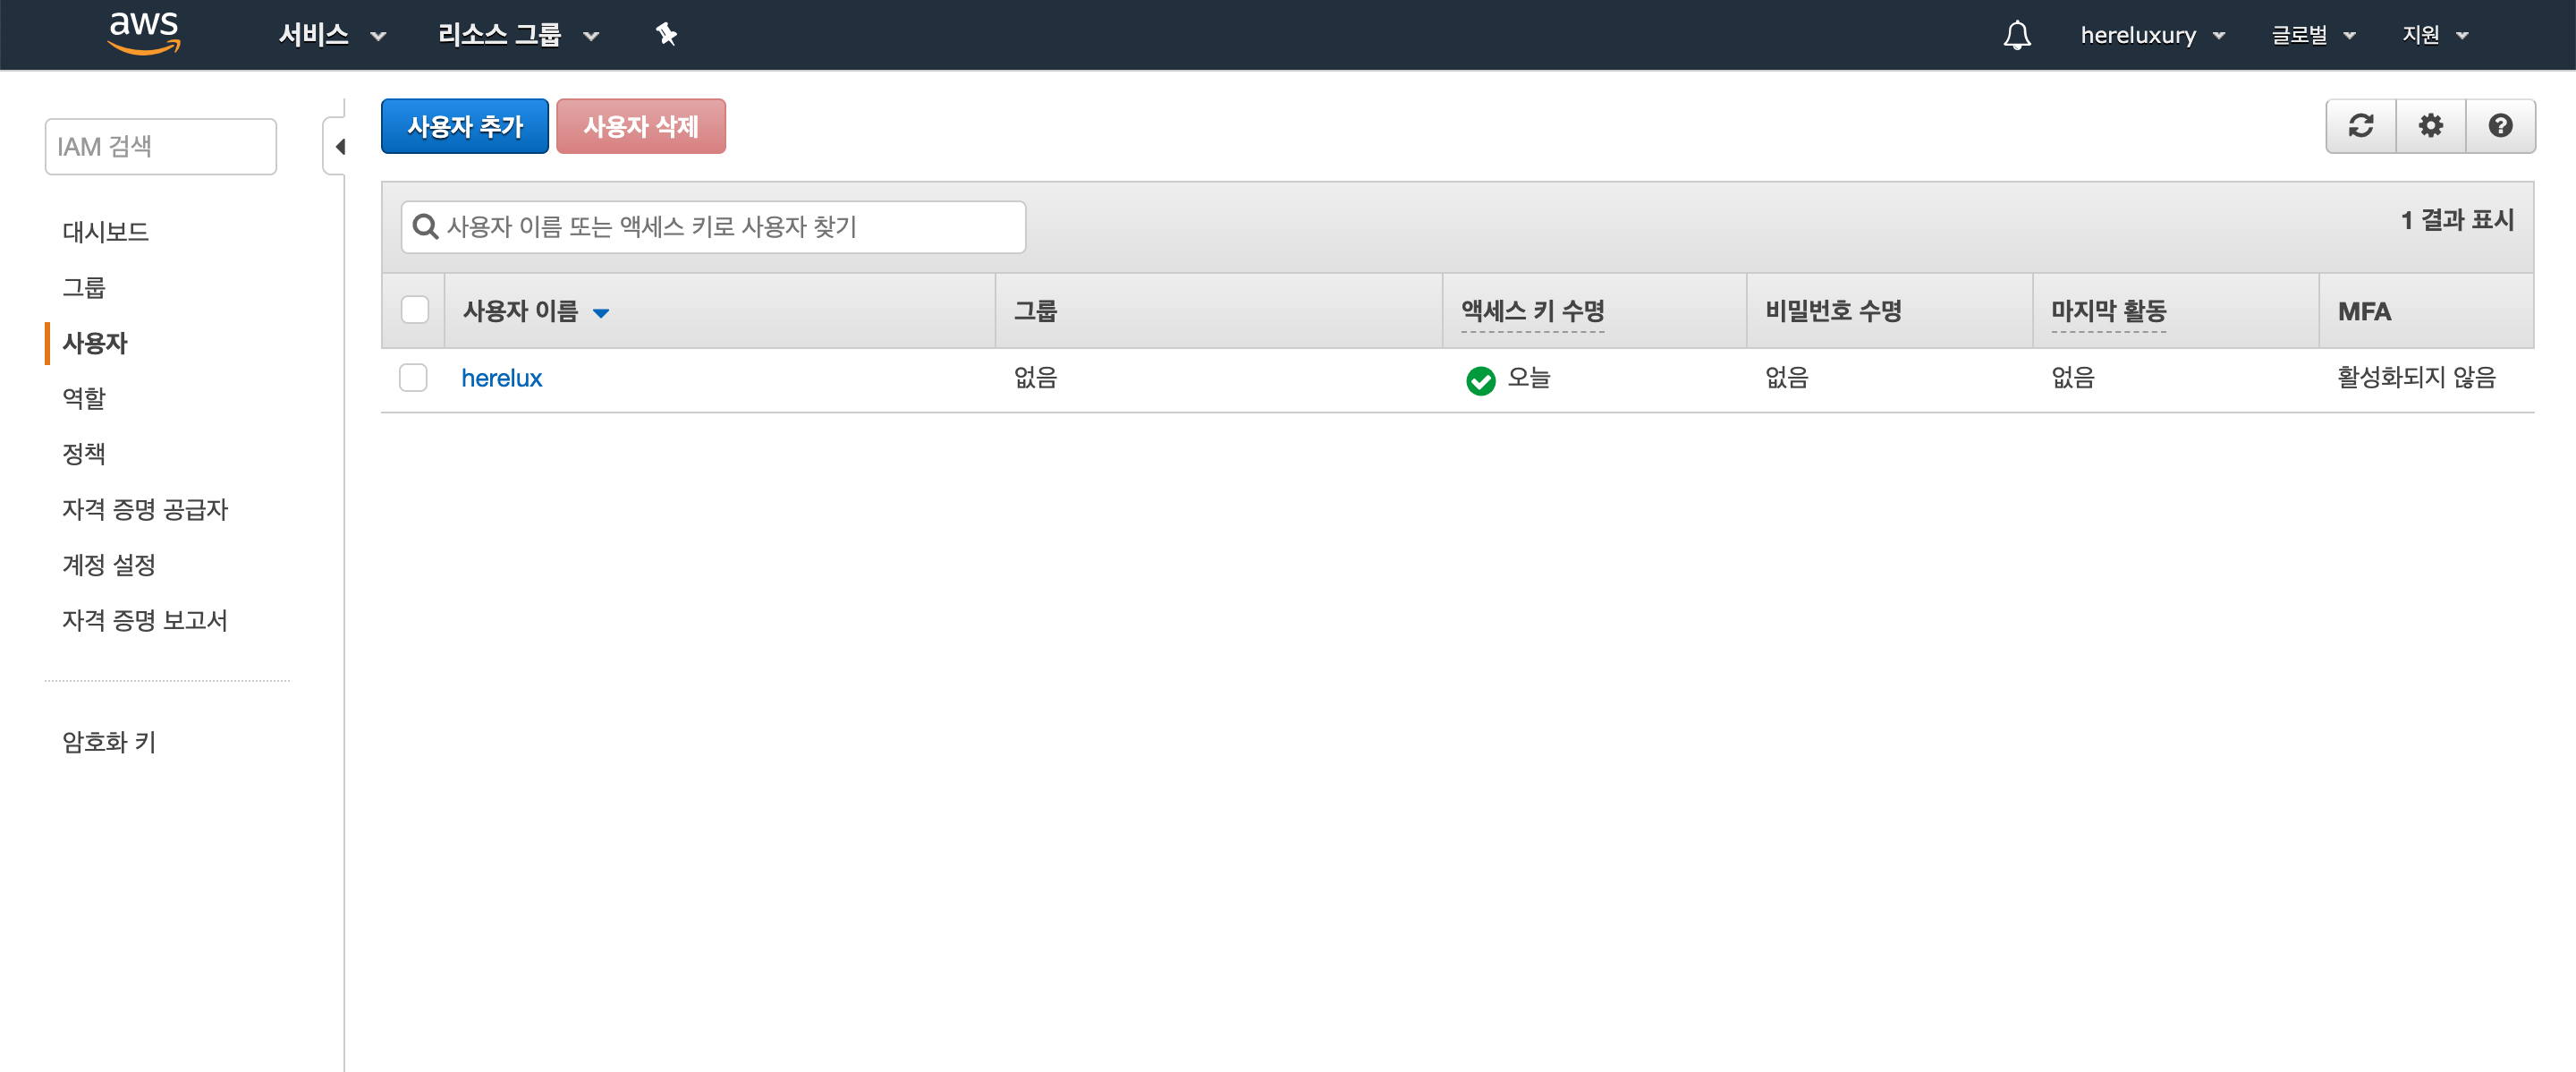 aws 서비스 리소스 그룹 hereluxury 글로벌 지원
IAM 검색
대시보드
그룹
사용자
역할
정책
자격 증명 공급자
계정 설정
자격 증명 보고서
암호화 키
사용자 추가 사용자 삭제
사용자 이름 또는 액세스 키로 사용자 찾기 1 결과 표시
사용자 이름 그룹 액세스 키 수명 비밀번호 수명 마지막 활동 MFA
herelux 없음 오늘 없음 없음 활성화되지 않음